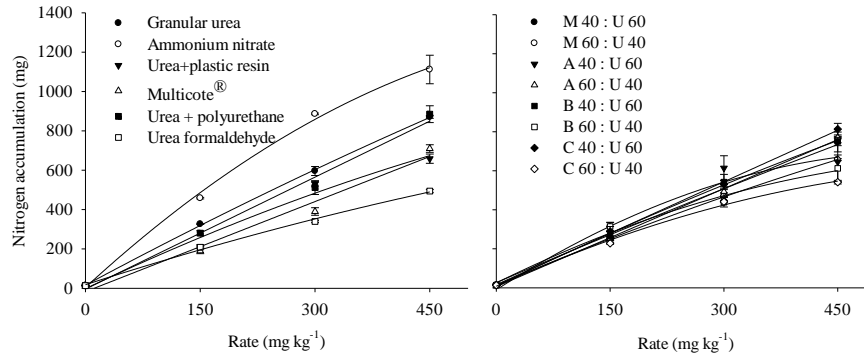 Nitrogen accumulation (mg)
1400
1200
1000
800
600
400
200
0
Granular urea
Ammonium nitrate
Urea+plastic resin
Multicote®
Urea + polyurethane
Urea formaldehyde
0 150 300 450
Rate (mg kg-1)
M 40 : U 60
M 60 : U 40
A 40 : U 60
A 60 : U 40
B 40 : U 60
B 60 : U 40
C 40 : U 60
C 60 : U 40
0 150 300 450
Rate (mg kg-1)